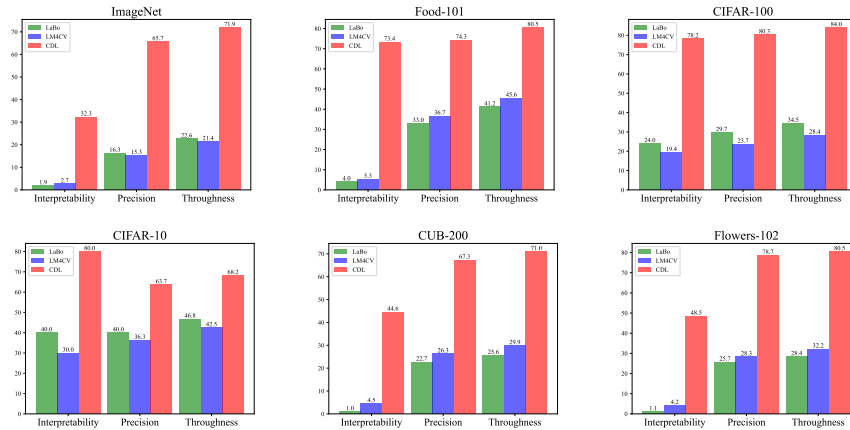 ImageNet
LaBo
LM4CV
CDL
70
60
50
40
30
20
10
0
1.9 2.7 32.3
16.3 15.3 65.7
22.6 21.4 71.9
Interpretability Precision Throughness
Food-101
LaBo
LM4CV
CDL
80
70
60
50
40
30
20
10
0
4.0 5.3 73.4
33.0 36.7 74.3
41.2 45.6 80.5
Interpretability Precision Throughness
CIFAR-100
LaBo
LM4CV
CDL
80
70
60
50
40
30
20
10
0
24.0 19.4 78.2
29.7 23.7 80.3
34.5 28.4 84.0
Interpretability Precision Throughness
CIFAR-10
LaBo
LM4CV
CDL
80
70
60
50
40
30
20
10
0
40.0 30.0 80.0
40.0 36.3 63.7
46.8 42.5 68.2
Interpretability Precision Throughness
CUB-200
LaBo
LM4CV
CDL
70
60
50
40
30
20
10
0
1.0 4.5 44.6
22.7 26.3 67.3
25.6 29.9 71.0
Interpretability Precision Throughness
Flowers-102
LaBo
LM4CV
CDL
80
70
60
50
40
30
20
10
0
1.1 4.2 48.5
25.7 28.3 78.7
28.4 32.2 80.5
Interpretability Precision Throughness